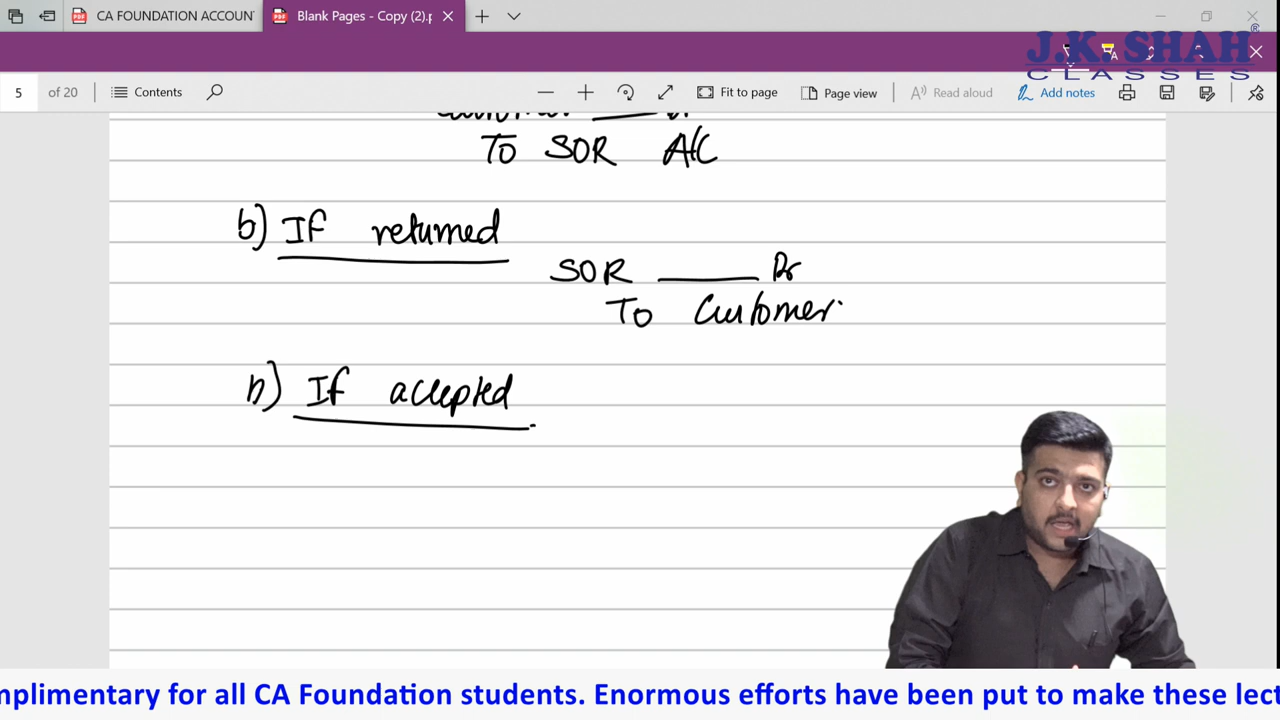 CA FOUNDATION ACCOUN
Blank Pages - Copy (2).p
J.K. SHAH®
CLASSES
5 of 20 Contents Fit to page Page view Read aloud Add notes
Customer Dr
To SOR A/C
b) If returned
SOR Dr
To Customer
b) If accepted
mplimentary for all CA Foundation students. Enormous efforts have been put to make these lect